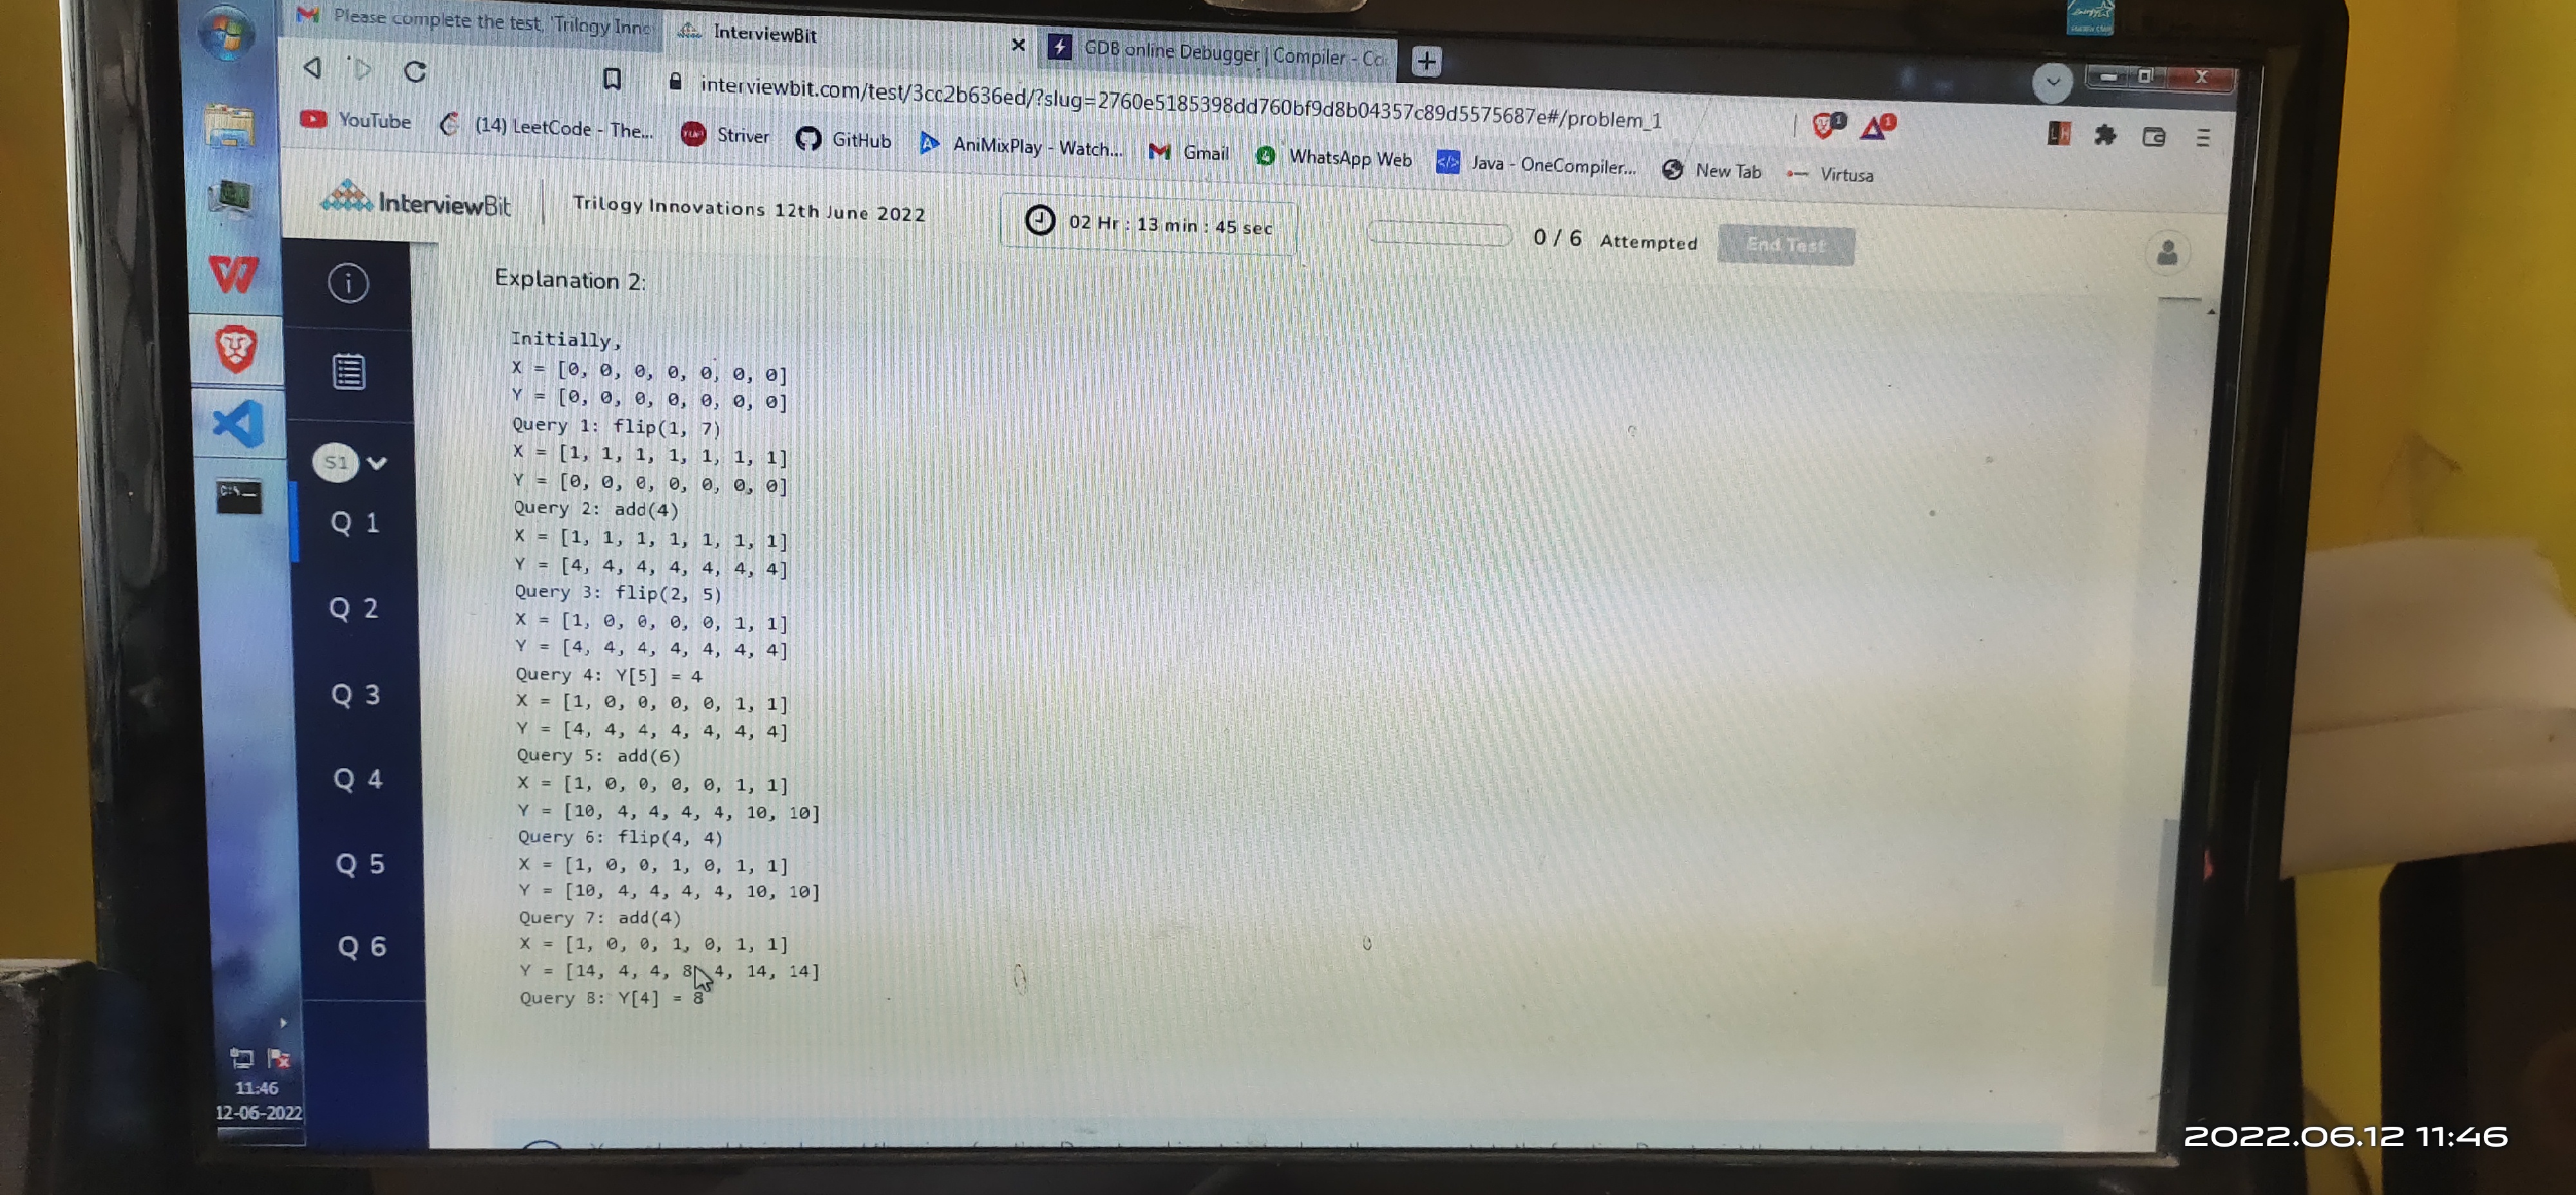 Please complete the test, 'Trilogy Inno
InterviewBit
GDB online Debugger | Compiler - Co
interviewbit.com/test/3cc2b636ed/?slug=2760e5185398dd760bf9d8b04357c89d5575687e#/problem_1
YouTube
(14) LeetCode - The...
Striver
GitHub
AniMixPlay - Watch...
Gmail
WhatsApp Web
Java - OneCompiler...
New Tab
Virtusa
InterviewBit
Trilogy Innovations 12th June 2022
02 Hr : 13 min : 45 sec
0 / 6 Attempted
End Test
Explanation 2:
Initially,
X = [0, 0, 0, 0, 0, 0, 0]
Y = [0, 0, 0, 0, 0, 0, 0]
Query 1: flip(1, 7)
X = [1, 1, 1, 1, 1, 1, 1]
Y = [0, 0, 0, 0, 0, 0, 0]
Query 2: add(4)
X = [1, 1, 1, 1, 1, 1, 1]
Y = [4, 4, 4, 4, 4, 4, 4]
Query 3: flip(2, 5)
X = [1, 0, 0, 0, 0, 1, 1]
Y = [4, 4, 4, 4, 4, 4, 4]
Query 4: Y[5] = 4
X = [1, 0, 0, 0, 0, 1, 1]
Y = [4, 4, 4, 4, 4, 4, 4]
Query 5: add(6)
X = [1, 0, 0, 0, 0, 1, 1]
Y = [10, 4, 4, 4, 4, 10, 10]
Query 6: flip(4, 4)
X = [1, 0, 0, 1, 0, 1, 1]
Y = [10, 4, 4, 4, 4, 10, 10]
Query 7: add(4)
X = [1, 0, 0, 1, 0, 1, 1]
Y = [14, 4, 4, 8, 4, 14, 14]
Query 8: Y[4] = 8
S1
Q 1
Q 2
Q 3
Q 4
Q 5
Q 6
11:46
12-06-2022
2022.06.12 11:46